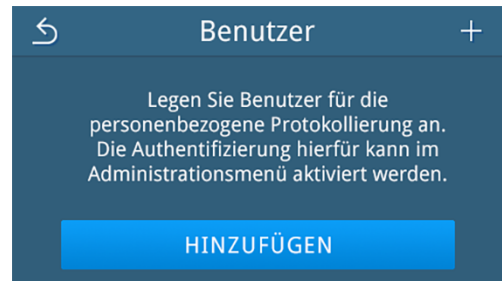 Benutzer
Legen Sie Benutzer für die
personenbezogene Protokollierung an.
Die Authentifizierung hierfür kann im
Administrationsmenü aktiviert werden.
HINZUFÜGEN